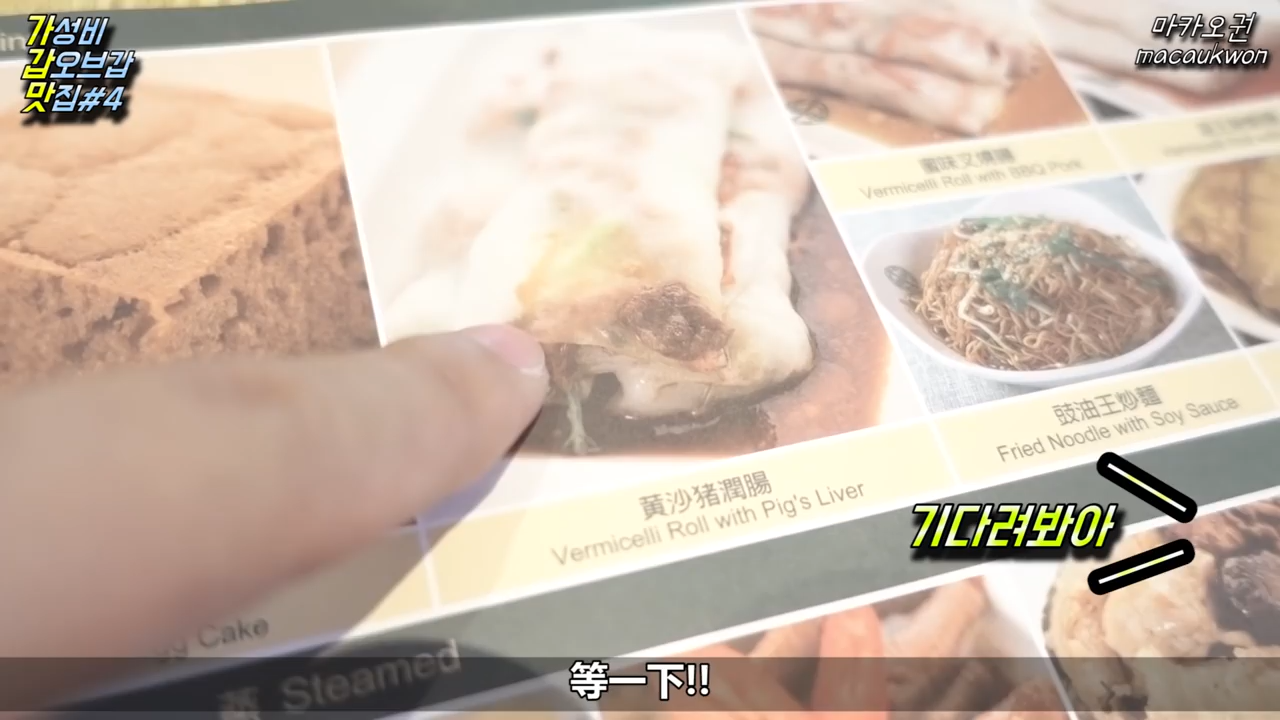 가성비
갑오브갑
맛집#4
마카오권
macaukwon
蜜味叉燒腸
Vermicelli Roll with BBQ Pork
豉油王炒麵
Fried Noodle with Soy Sauce
黃沙猪潤腸
Vermicelli Roll with Pig's Liver
기다려봐아
Cake
Steamed
等一下!!